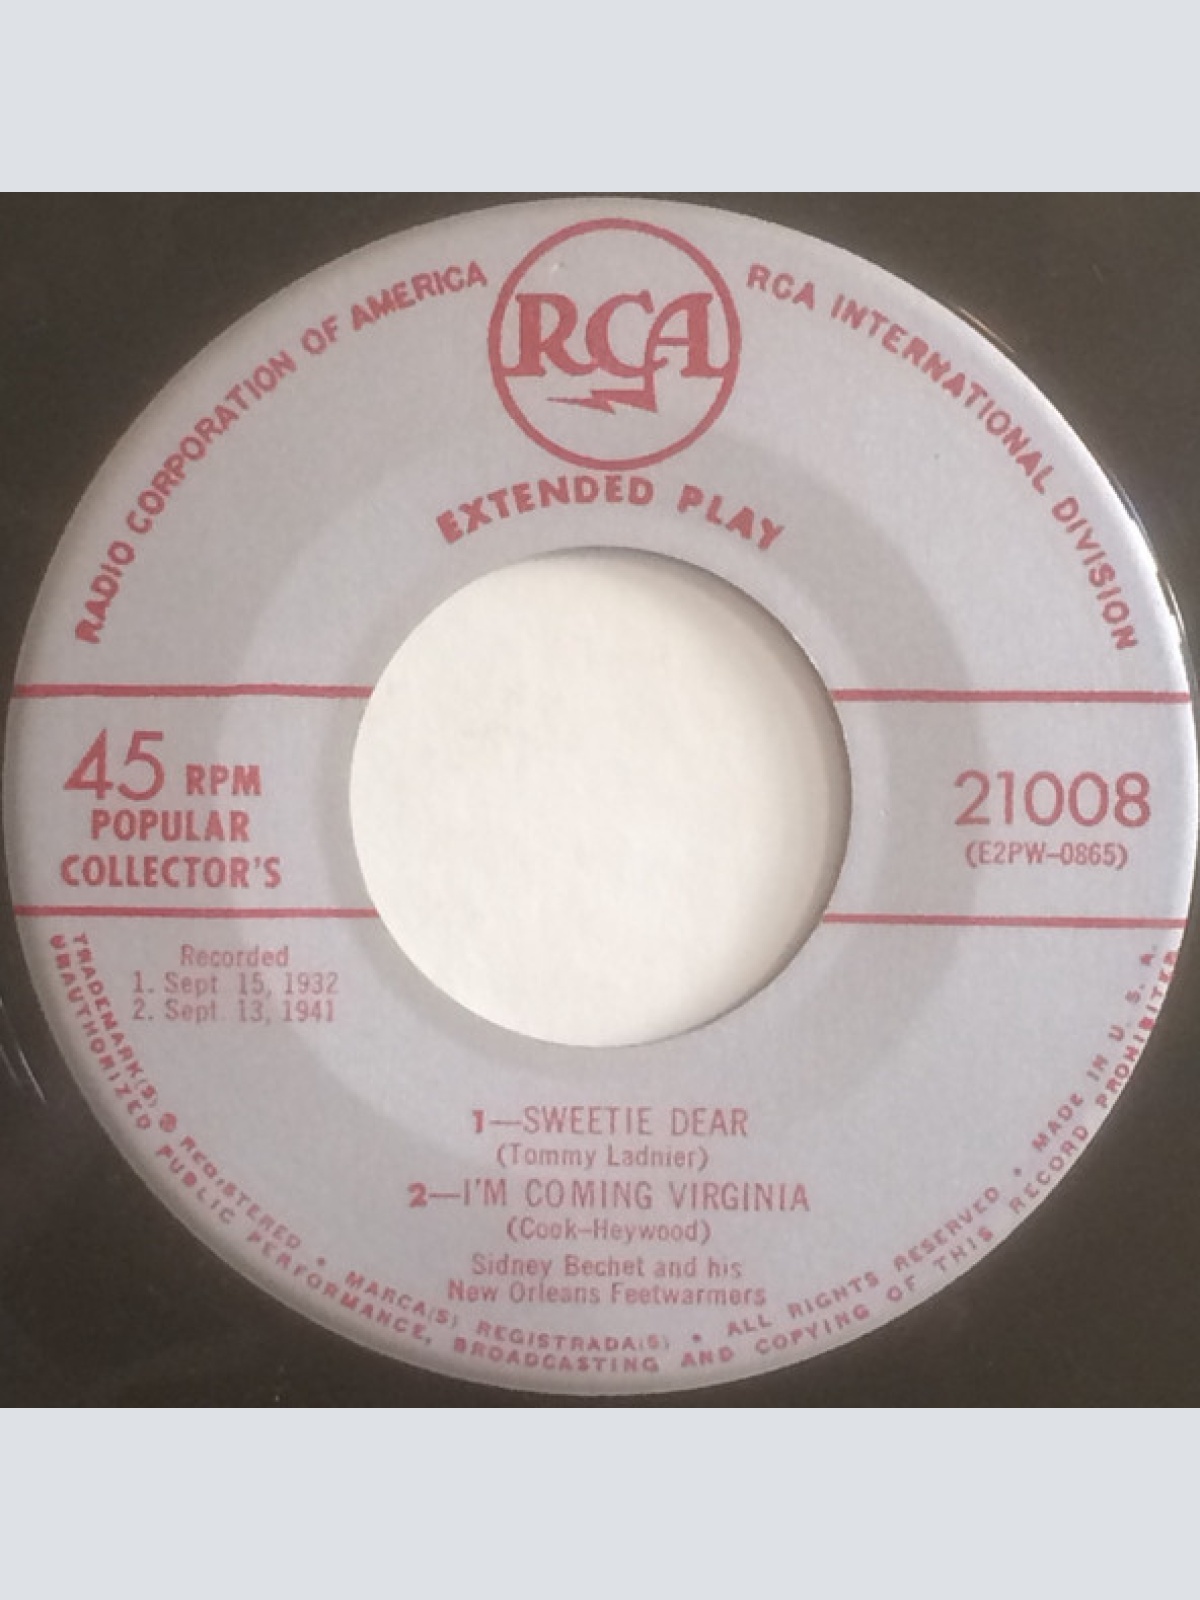 RADIO CORPORATION OF AMERICA
RCA
RCA INTERNATIONAL DIVISION
EXTENDED PLAY
45 RPM
POPULAR
COLLECTOR'S
21008
(E2PW-0865)
Recorded
1. Sept 15, 1932
2. Sept 13, 1941
1—SWEETIE DEAR
(Tommy Ladnier)
2—I'M COMING VIRGINIA
(Cook-Heywood)
Sidney Bechet and his
New Orleans Feetwarmers
TRADEMARK(S) ® REGISTERED • MARCA(S) REGISTRADA(S) • ALL RIGHTS RESERVED • MADE IN U. S. A.
UNAUTHORIZED PUBLIC PERFORMANCE, BROADCASTING AND COPYING OF THIS RECORD PROHIBITED